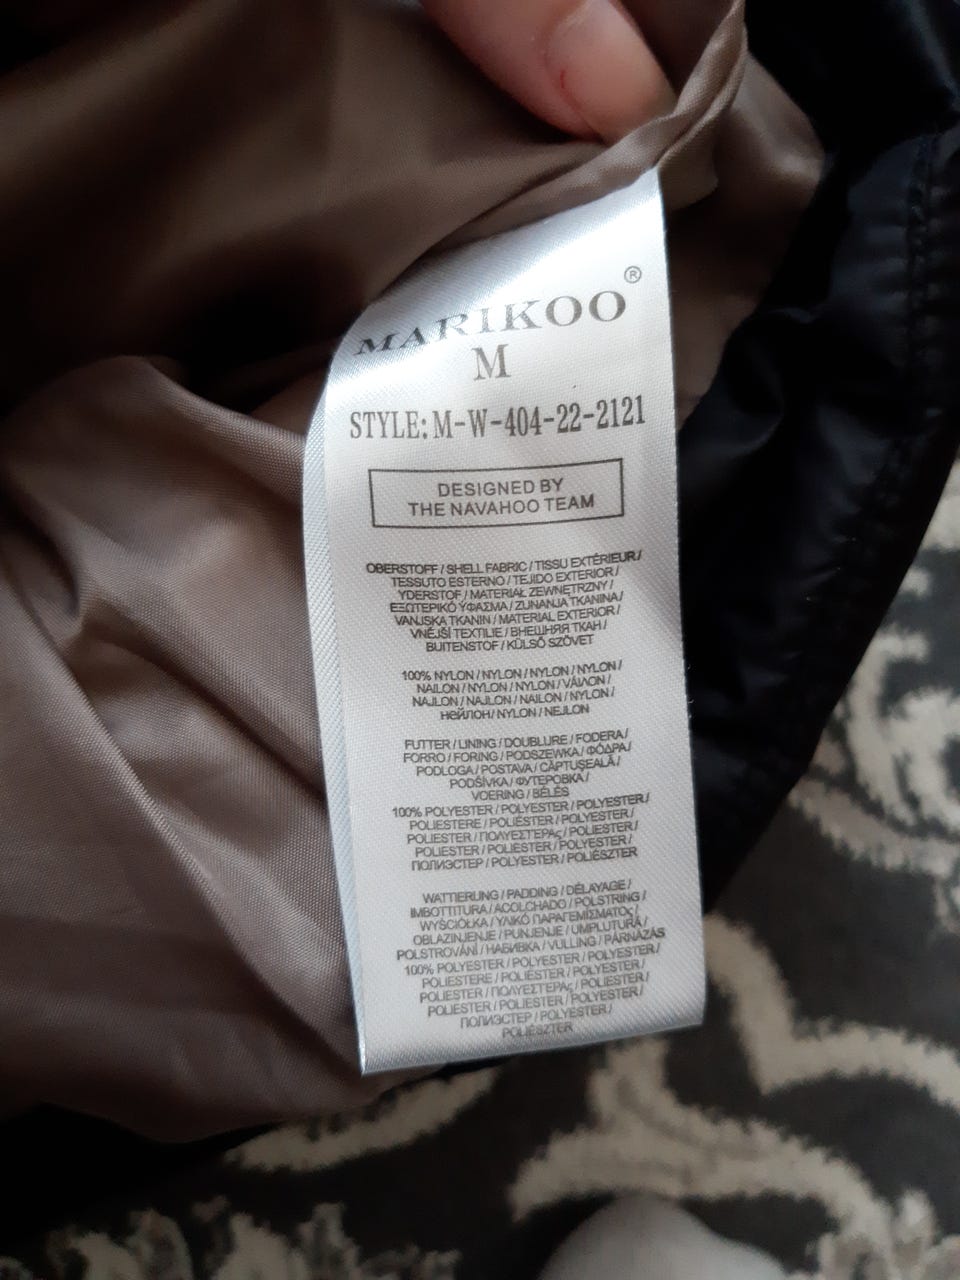 MARIKOO®
M
STYLE: M-W-404-22-2121
DESIGNED BY
THE NAVAHOO TEAM
OBERSTOFF / SHELL FABRIC / TISSU EXTÉRIEUR /
TESSUTO ESTERNO / TEJIDO EXTERIOR /
YDERSTOF / MATERIAŁ ZEWNĘTRZNY /
ΕΞΩΤΕΡΙΚΟ ΎΦΑΣΜΑ / ZUNANJA TKANINA /
VANJSKA TKANIN / MATERIAL EXTERIOR /
VNĚJŠÍ TEXTILIE / ВНЕШНЯЯ ТКАН /
BUITENSTOF / KÜLSŐ SZÖVET
100% NYLON / NYLON / NYLON / NYLON /
NAILON / NYLON / NYLON / VÁIΛON /
NAJLON / NAJLON / NAILON / NYLON /
нейлон / NYLON / NEJLON
FUTTER / LINING / DOUBLURE / FODERA /
FORRO / FORING / PODSZEWKA / ΦΌΔΡΑ /
PODLOGA / POSTAVA / CĂPTUȘEALĂ /
PODŠÍVKA / ФУТЕРОВКА /
VOERING / BÉLÉS
100% POLYESTER / POLYESTER / POLYESTER /
POLIESTERE / POLIÉSTER / POLYESTER /
POLIESTER / ΠΟΛΥΕΣΤΕΡΑς / POLIESTER /
POLIESTER / POLIESTER / POLYESTER /
ПОЛИЭСТЕР / POLYESTER / POLIÉSZTER
WATTIERUNG / PADDING / DÉLAYAGE /
IMBOTTITURA / ACOLCHADO / POLSTRING /
WYŚCIÓŁKA / ΥΛΙΚΌ ΠΑΡΑΓΕΜΙΣΜΑΤΟΣ /
OBLAZINJENJE / PUNJENJE / UMPLUTURĂ /
POLSTROVÁNÍ / НАБИВКА / VULLING / PÁRNÁZÁS
100% POLYESTER / POLYESTER / POLYESTER /
POLIESTERE / POLIÉSTER / POLYESTER /
POLIESTER / ΠΟΛΥΕΣΤΕΡΑς / POLIESTER /
POLIESTER / POLIESTER / POLYESTER /
ПОЛИЭСТЕР / POLYESTER /
POLIÉSZTER